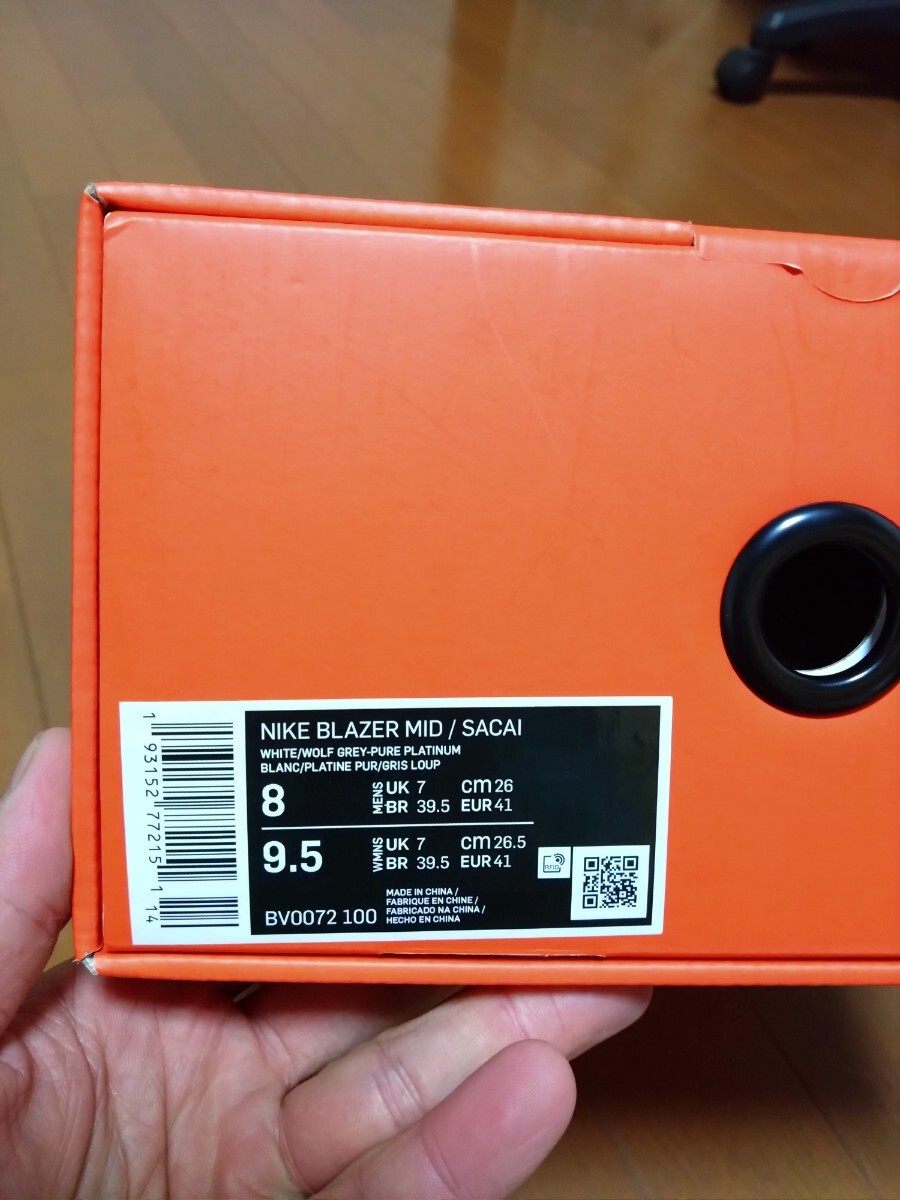 NIKE BLAZER MID / SACAI
WHITE/WOLF GREY-PURE PLATINUM
BLANC/PLATINE PUR/GRIS LOUP
8 MENS UK 7 cm 26
BR 39.5 EUR 41
9.5 WMNS UK 7 cm 26.5
BR 39.5 EUR 41
RFID
BV0072 100
MADE IN CHINA /
FABRIQUE EN CHINE /
FABRICADO NA CHINA /
HECHO EN CHINA
1 93152 77215 1 14